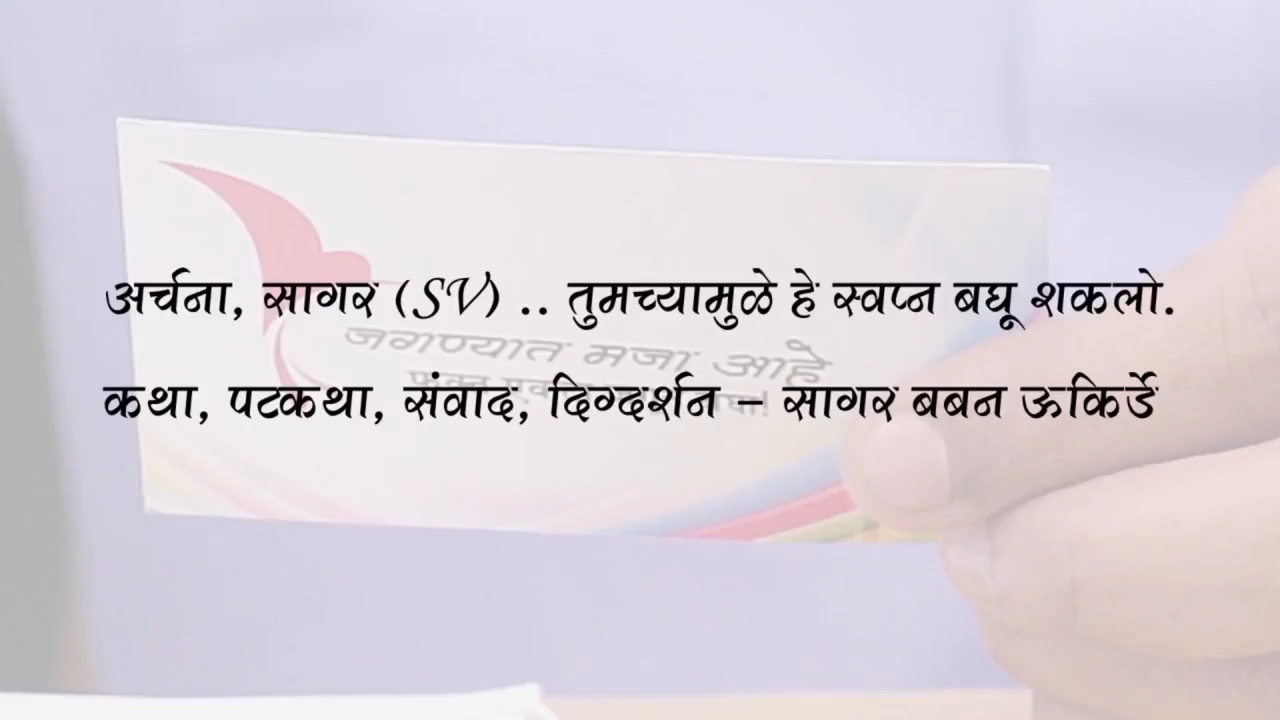 अर्चना, सागर (SV) .. तुमच्यामुळे हे स्वप्न बघू शकलो.
जगण्यात मजा आहे
कथा, पटकथा, संवाद, दिग्दर्शन – सागर बबन ऊकिर्डे